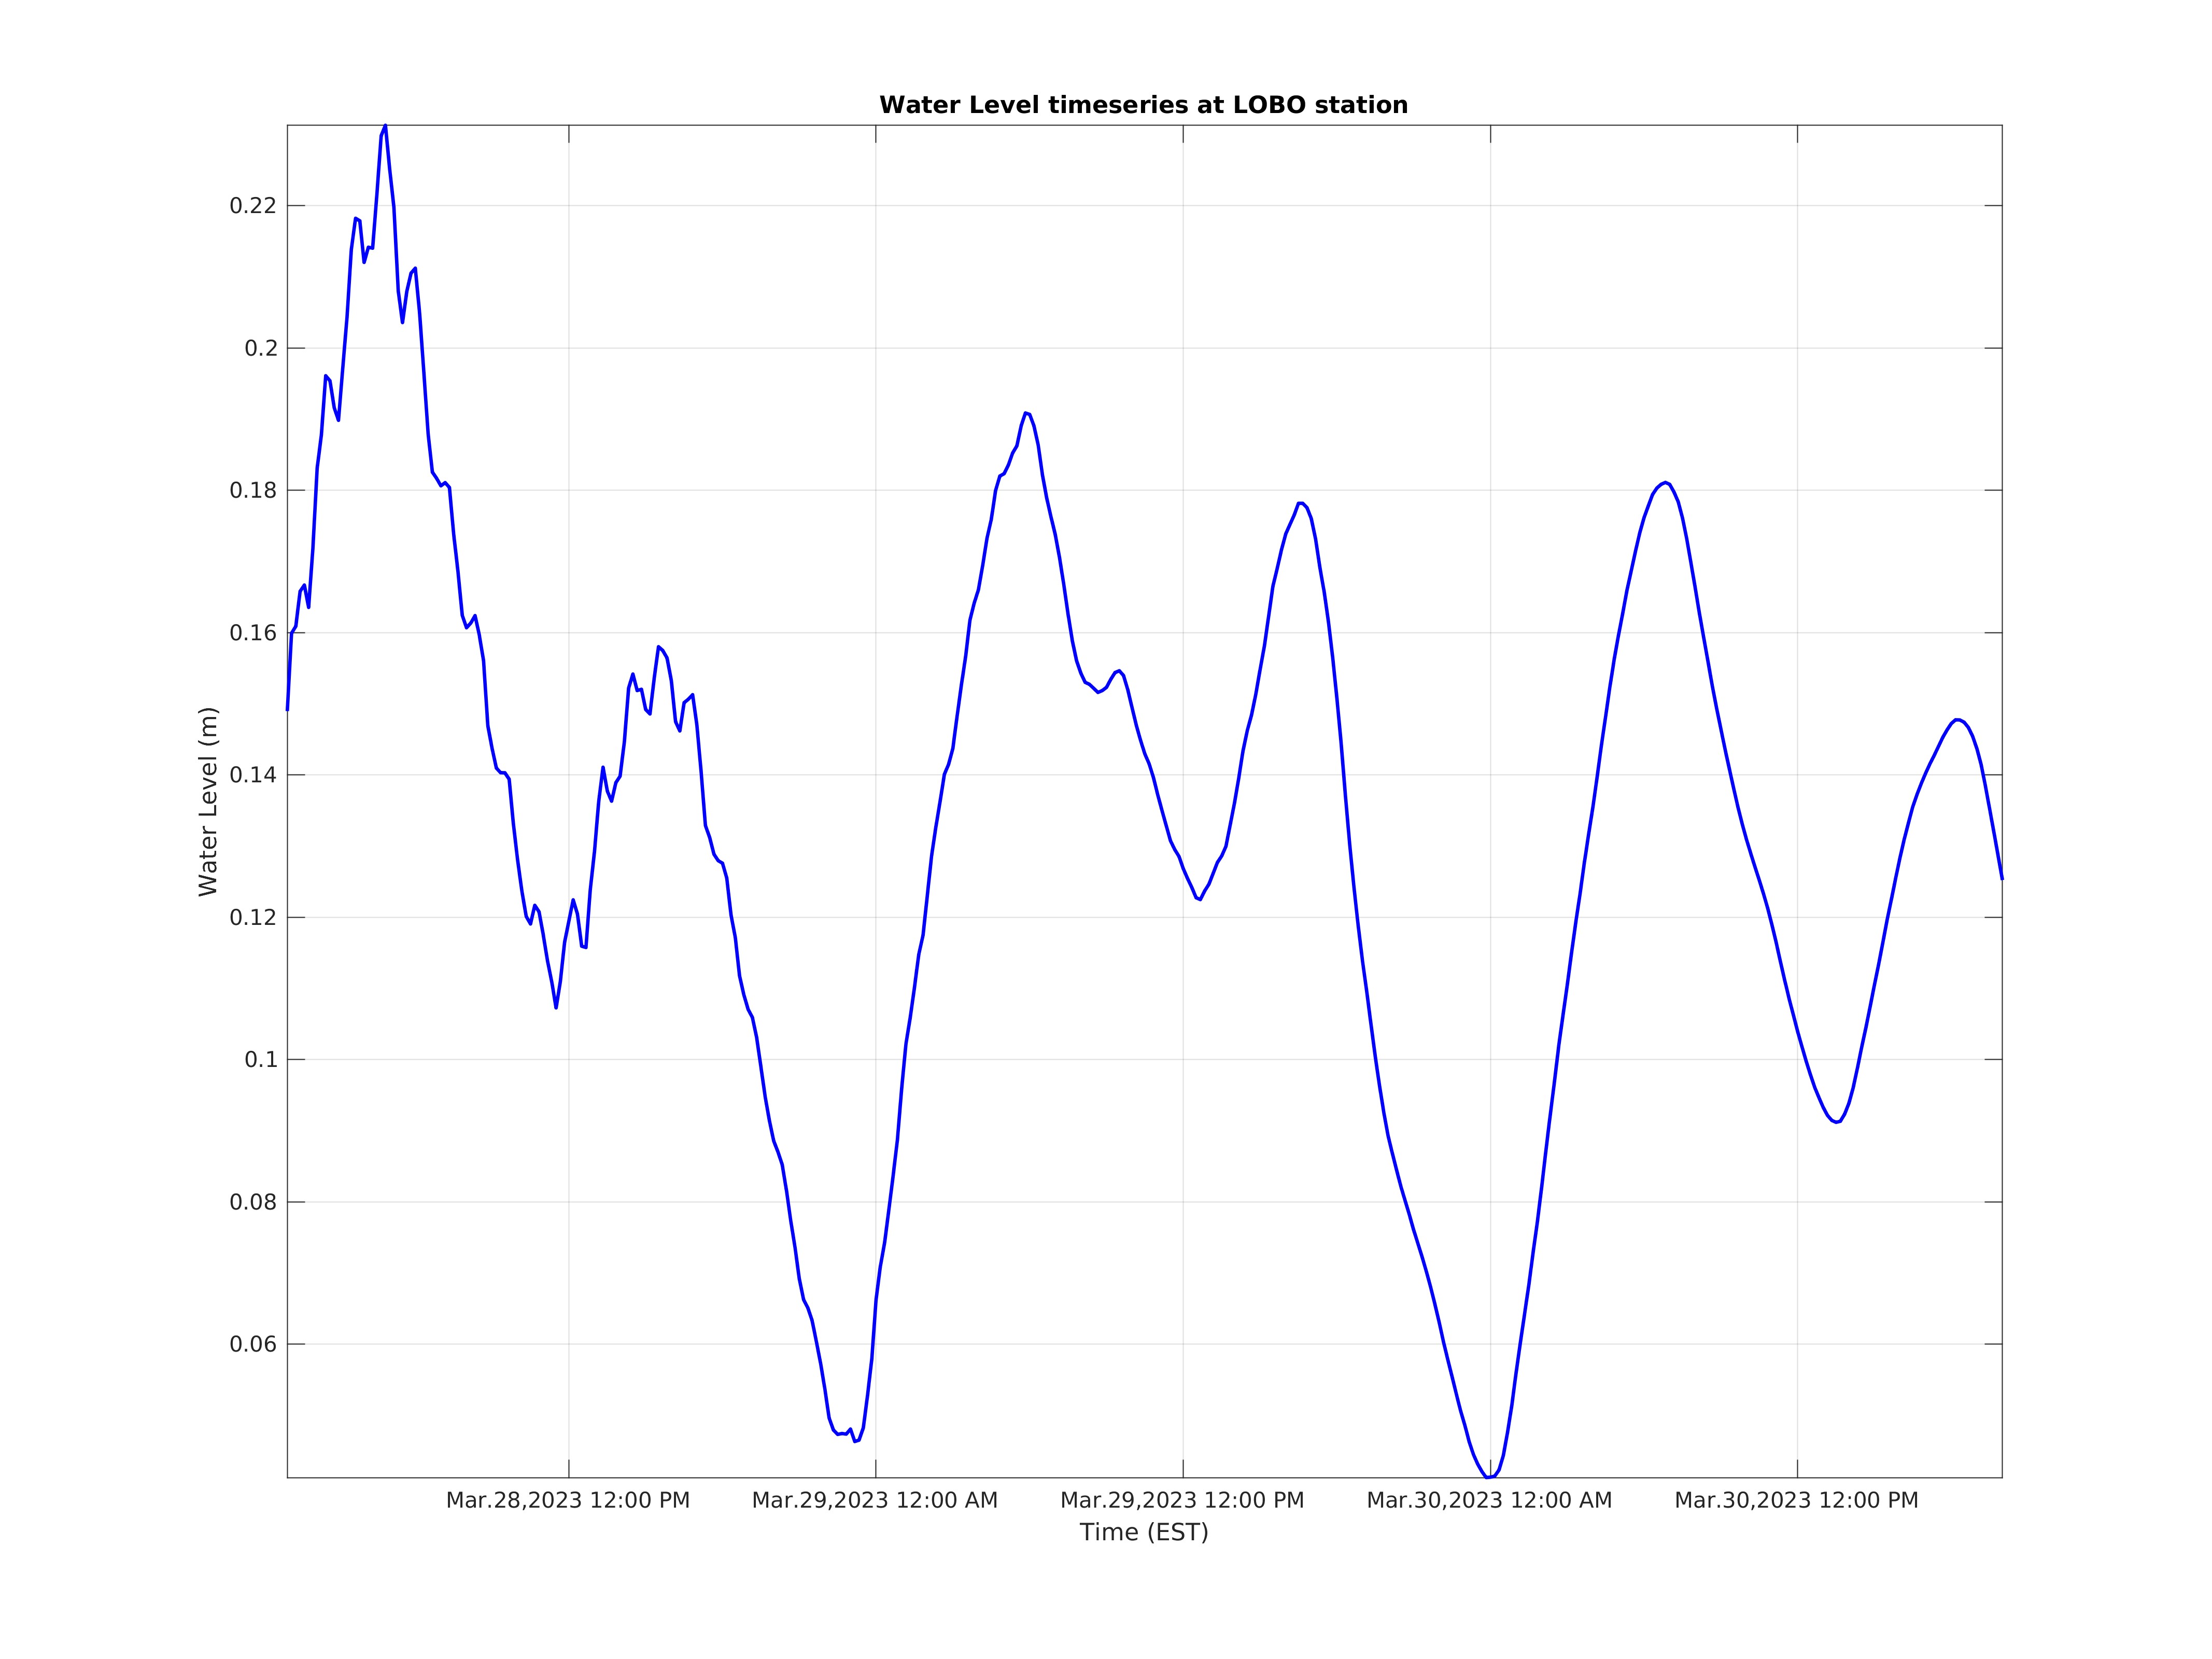 Water Level timeseries at LOBO station
0.22
0.2
0.18
0.16
0.14
0.12
0.1
0.08
0.06
Water Level (m)
Mar.28,2023 12:00 PM
Mar.29,2023 12:00 AM
Mar.29,2023 12:00 PM
Mar.30,2023 12:00 AM
Mar.30,2023 12:00 PM
Time (EST)